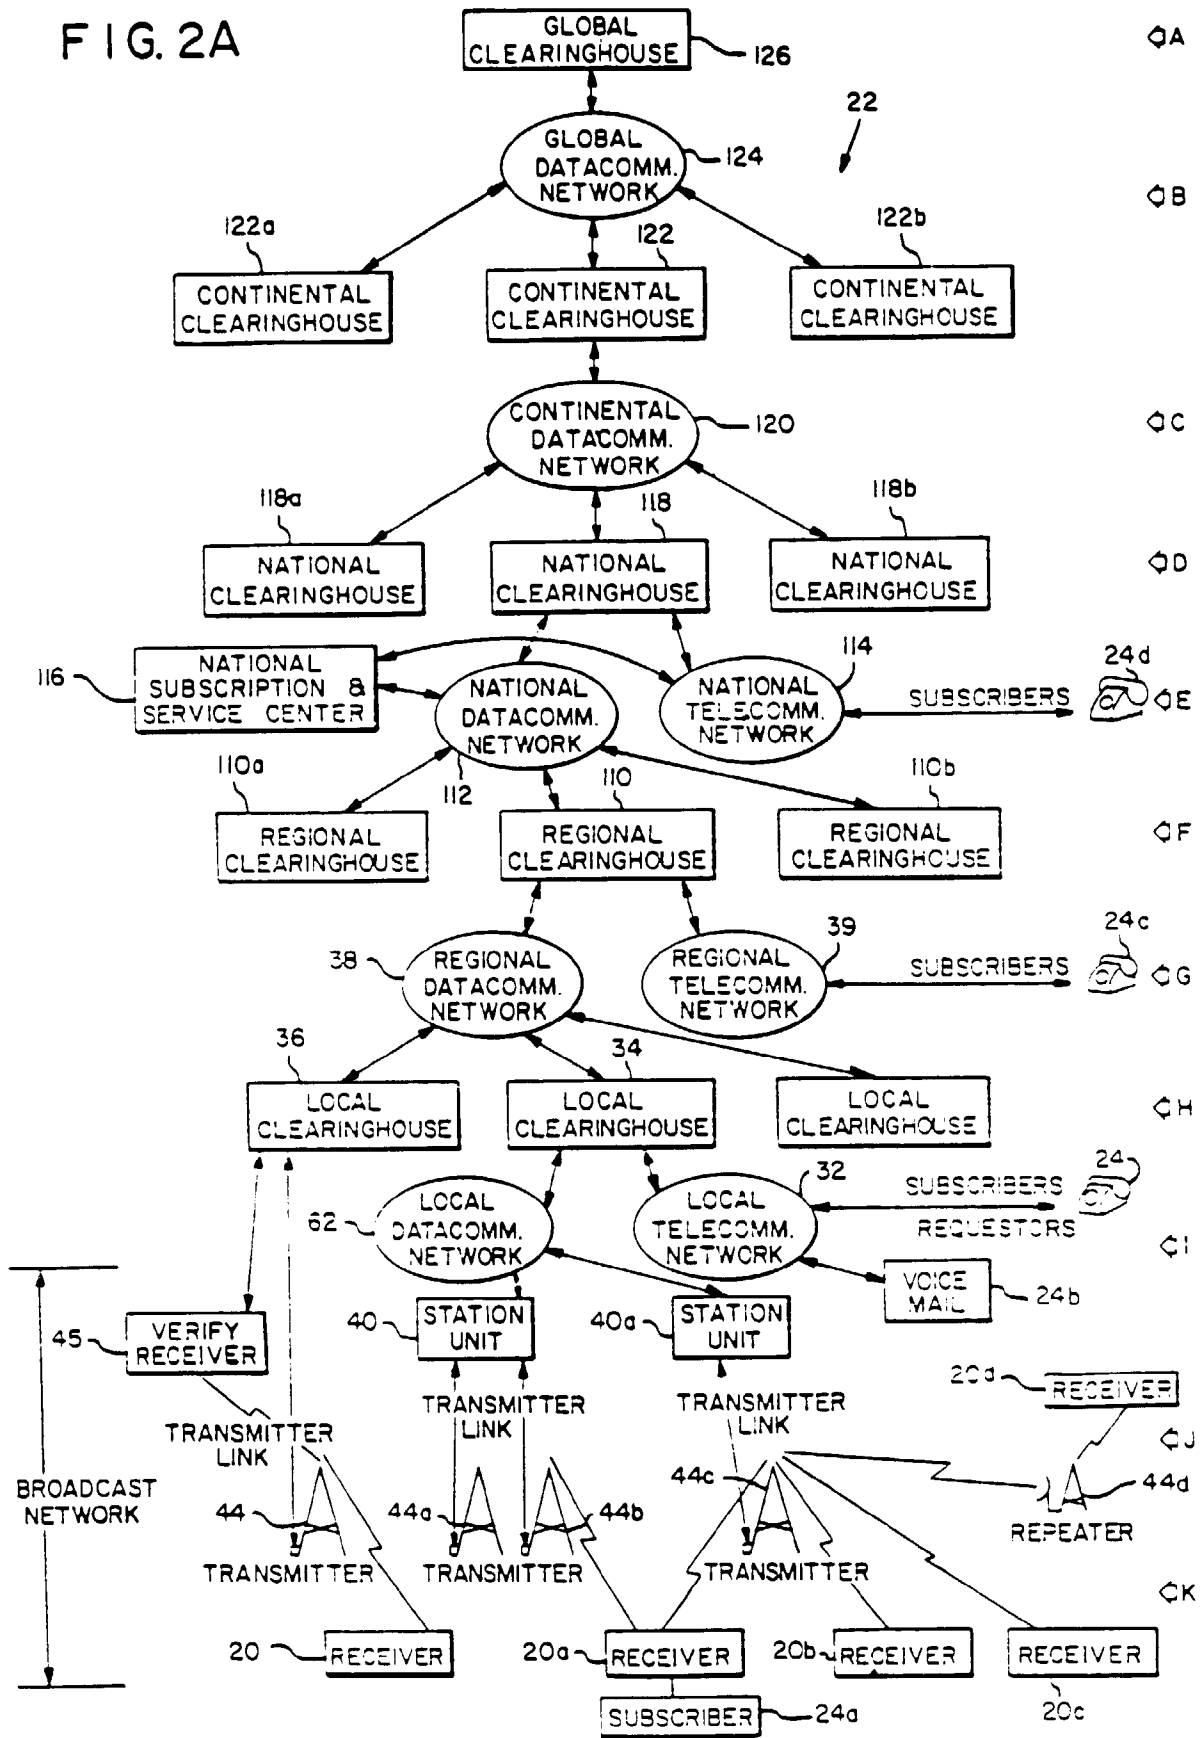 FIG. 2A
GLOBAL
CLEARINGHOUSE
126
A
22
GLOBAL
DATACOMM.
NETWORK
124
B
122a
122
122b
CONTINENTAL
CLEARINGHOUSE
CONTINENTAL
CLEARINGHOUSE
CONTINENTAL
CLEARINGHOUSE
CONTINENTAL
DATACOMM.
NETWORK
120
C
118a
118
118b
NATIONAL
CLEARINGHOUSE
NATIONAL
CLEARINGHOUSE
NATIONAL
CLEARINGHOUSE
D
116
NATIONAL
SUBSCRIPTION &
SERVICE CENTER
NATIONAL
DATACOMM.
NETWORK
112
NATIONAL
TELECOMM.
NETWORK
114
SUBSCRIBERS
24d
E
110a
110
110b
REGIONAL
CLEARINGHOUSE
REGIONAL
CLEARINGHOUSE
REGIONAL
CLEARINGHOUSE
F
38
REGIONAL
DATACOMM.
NETWORK
REGIONAL
TELECOMM.
NETWORK
39
SUBSCRIBERS
24c
G
36
34
LOCAL
CLEARINGHOUSE
LOCAL
CLEARINGHOUSE
LOCAL
CLEARINGHOUSE
H
62
LOCAL
DATACOMM.
NETWORK
LOCAL
TELECOMM.
NETWORK
32
SUBSCRIBERS
REQUESTORS
24
I
VOICE
MAIL
24b
45
VERIFY
RECEIVER
40
STATION
UNIT
40a
STATION
UNIT
20d
RECEIVER
TRANSMITTER
LINK
TRANSMITTER
LINK
TRANSMITTER
LINK
J
BROADCAST
NETWORK
44
TRANSMITTER
44a
44b
TRANSMITTER
44c
TRANSMITTER
44d
REPEATER
K
20
RECEIVER
20a
RECEIVER
20b
RECEIVER
RECEIVER
20c
SUBSCRIBER
24a